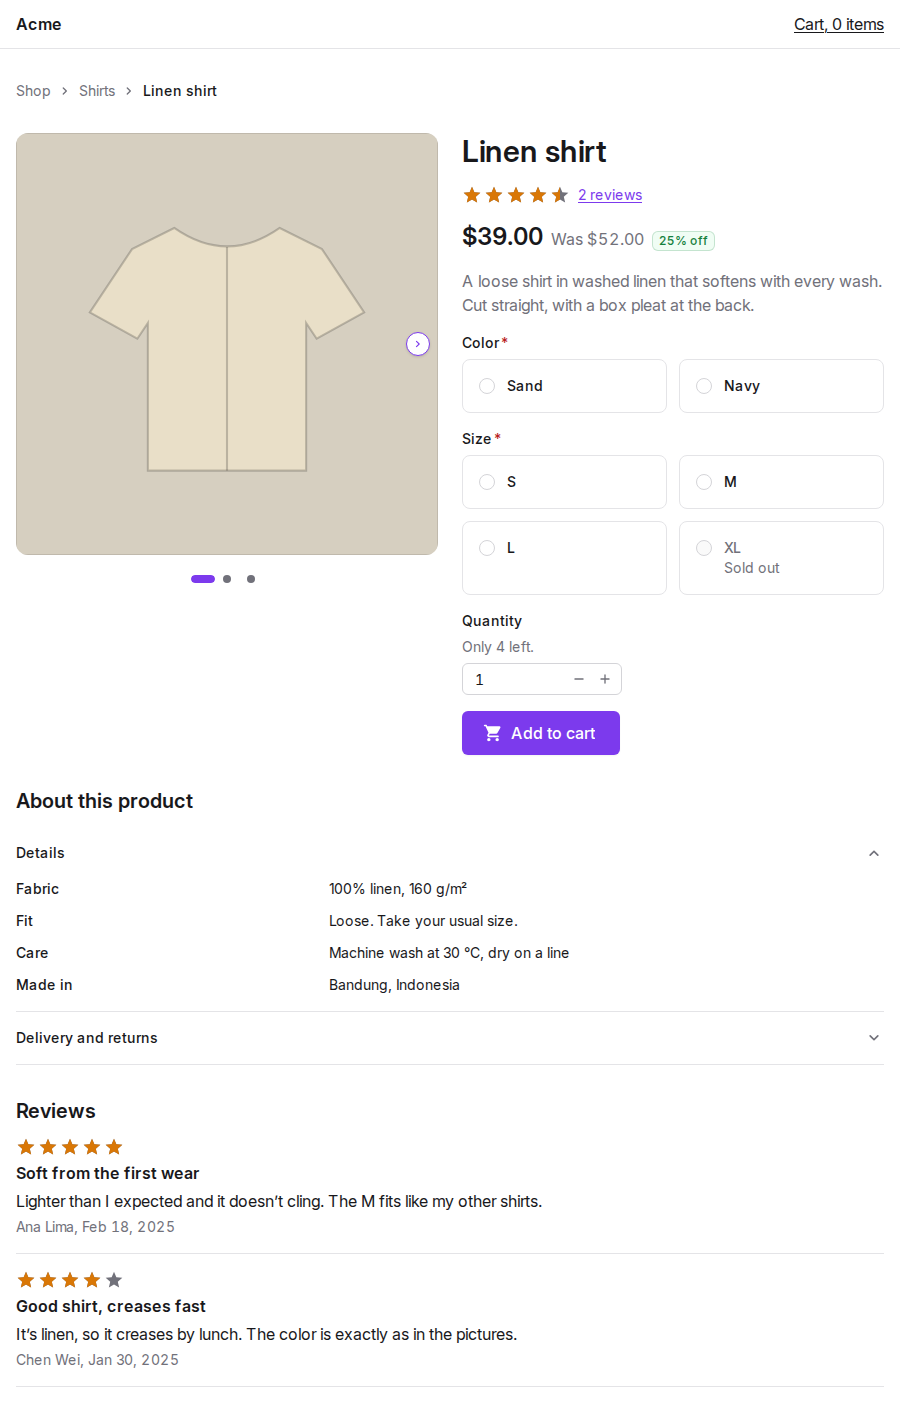 Acme
Cart, 0 items
Shop
Shirts
Linen shirt
Linen shirt
2 reviews
$39.00 Was $52.00 25% off
A loose shirt in washed linen that softens with every wash.
Cut straight, with a box pleat at the back.
Color*
Sand
Navy
Size*
S
M
L
XL
Sold out
Quantity
Only 4 left.
1
Add to cart
About this product
Details
Fabric 100% linen, 160 g/m²
Fit Loose. Take your usual size.
Care Machine wash at 30 °C, dry on a line
Made in Bandung, Indonesia
Delivery and returns
Reviews
Soft from the first wear
Lighter than I expected and it doesn’t cling. The M fits like my other shirts.
Ana Lima, Feb 18, 2025
Good shirt, creases fast
It’s linen, so it creases by lunch. The color is exactly as in the pictures.
Chen Wei, Jan 30, 2025